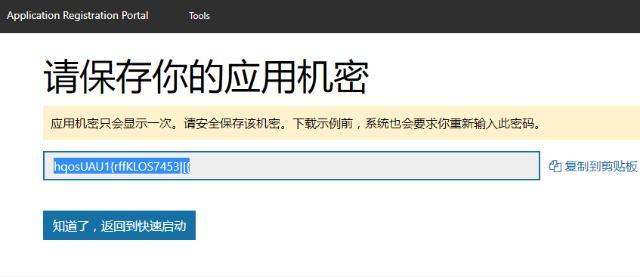 Application Registration Portal Tools
请保存你的应用机密
应用机密只会显示一次。请安全保存该机密。下载示例前，系统也会要求你重新输入此密码。
hqosUAU1{rffKLOS7453|[{
复制到剪贴板
知道了，返回到快速启动